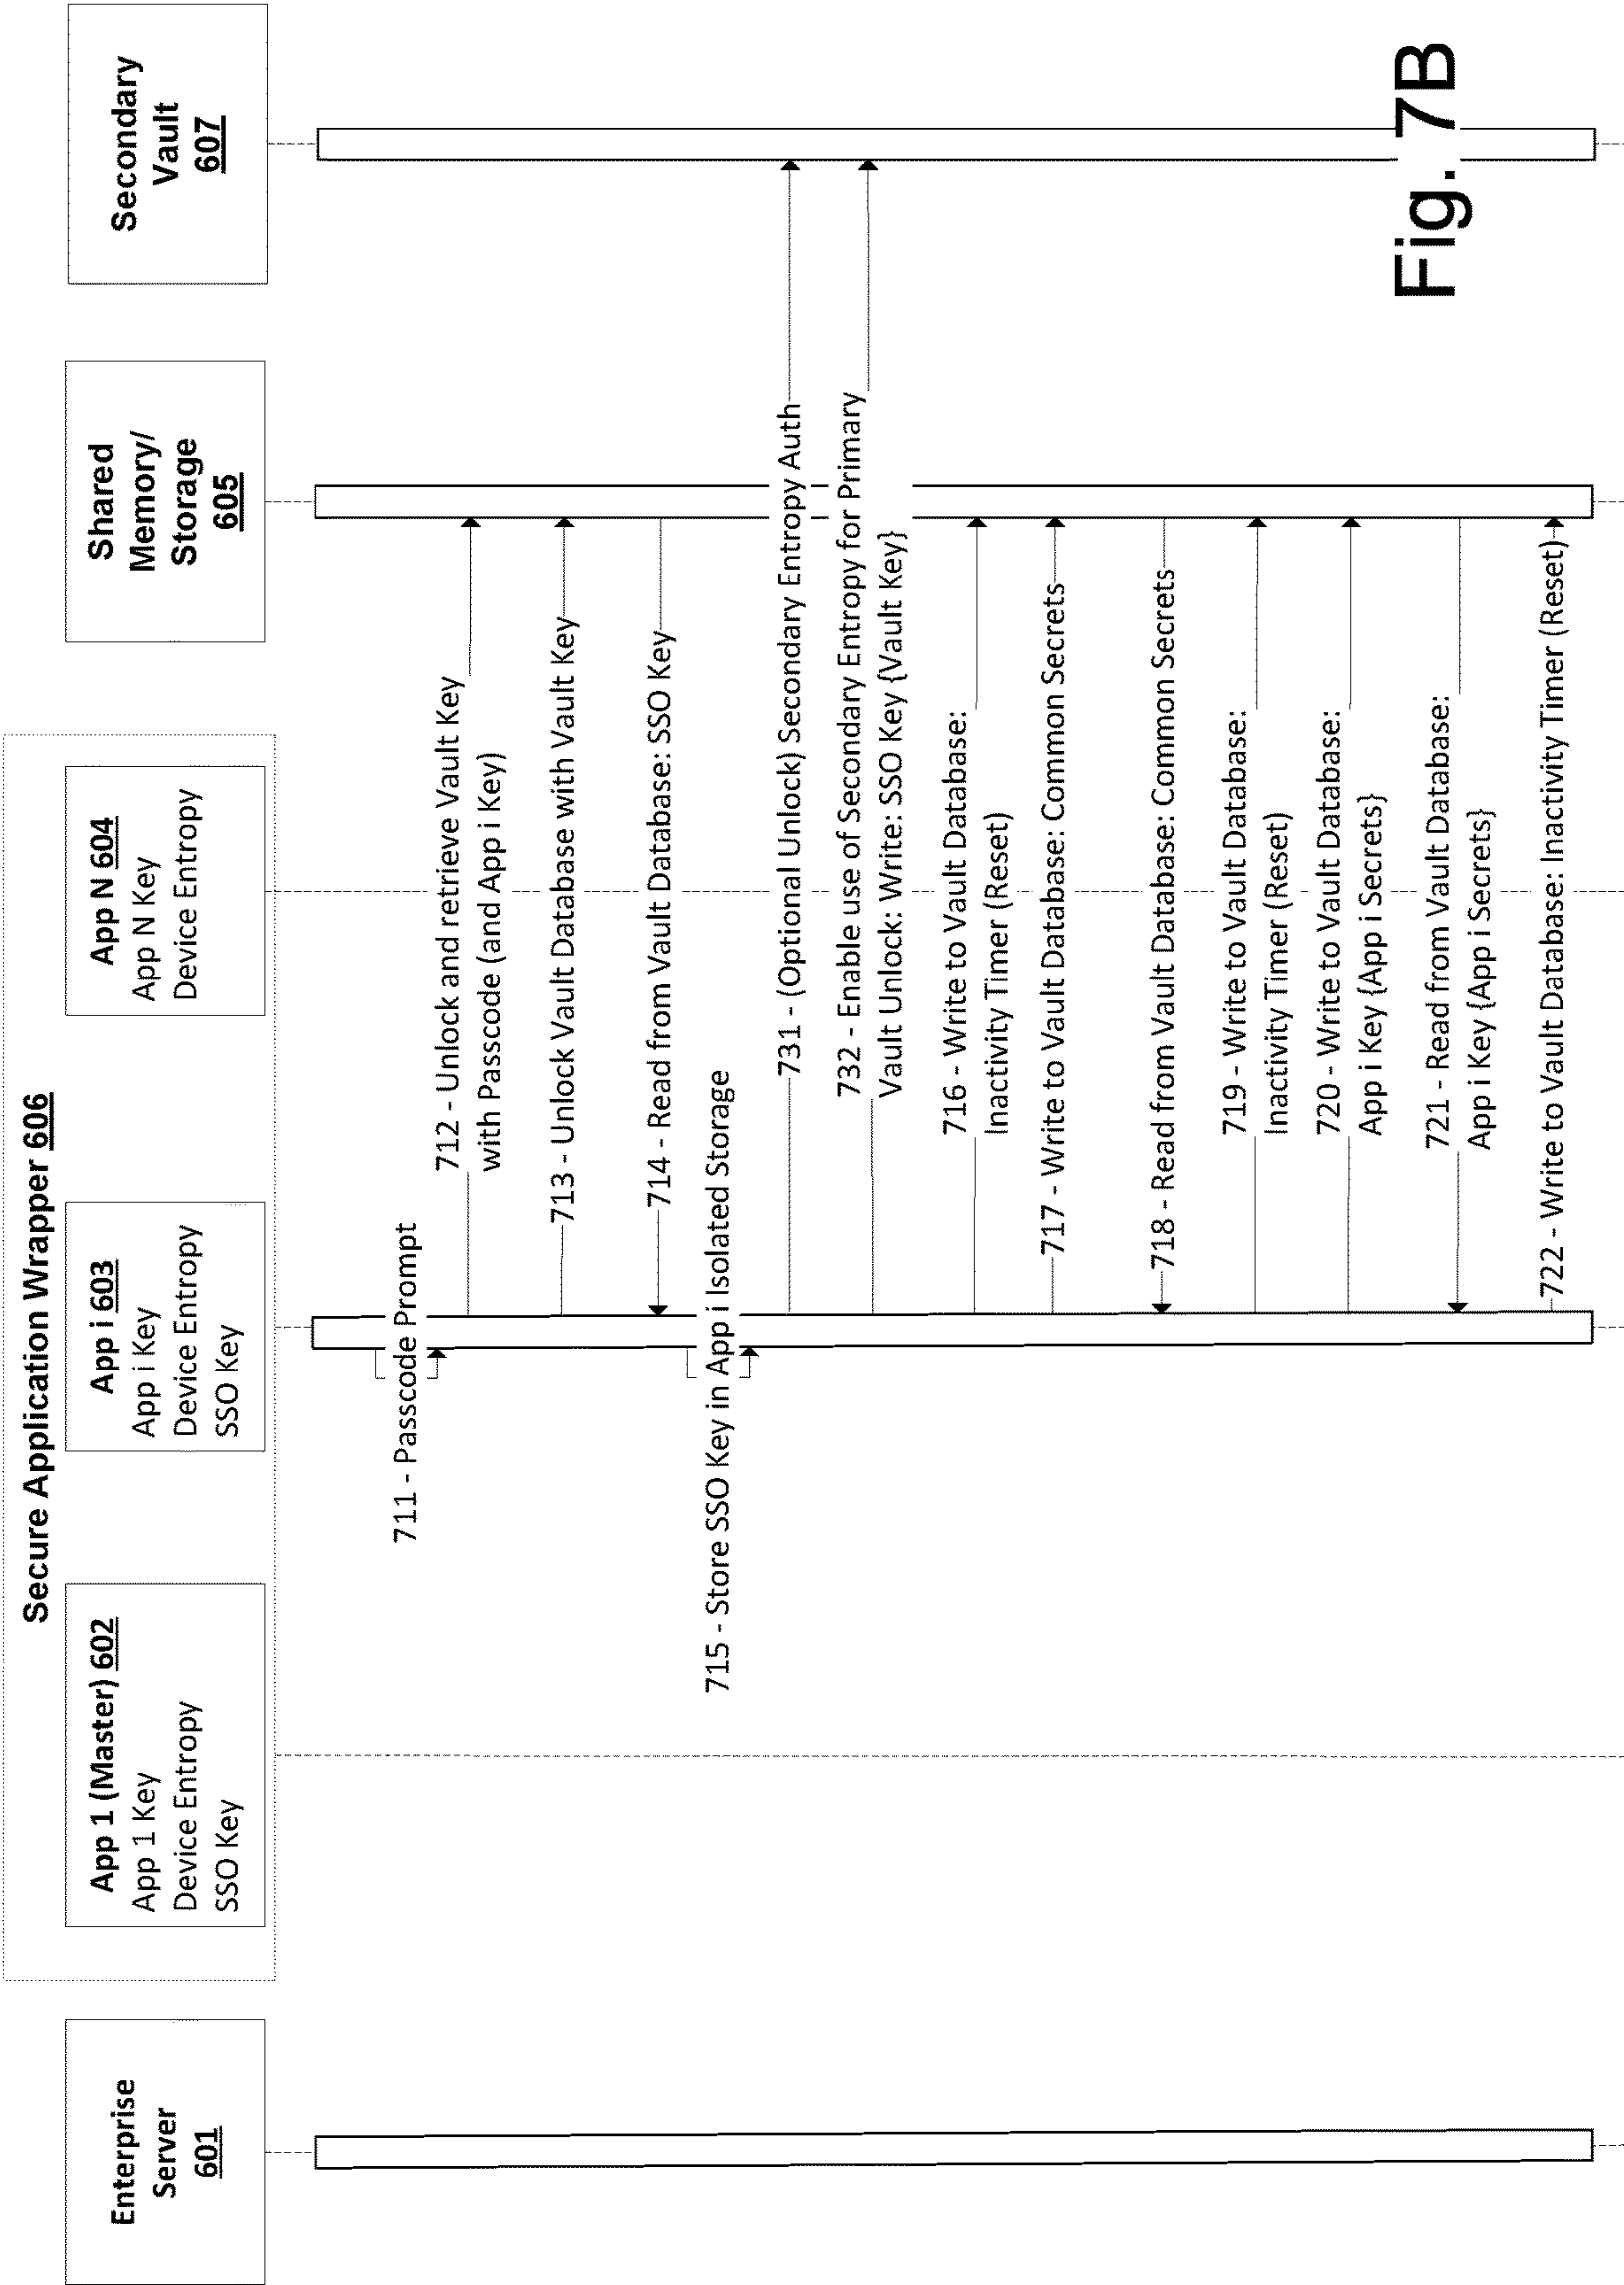 Secure Application Wrapper 606
Enterprise
Server
601
App 1 (Master) 602
App 1 Key
Device Entropy
SSO Key
App i 603
App i Key
Device Entropy
SSO Key
App N 604
App N Key
Device Entropy
Shared
Memory/
Storage
605
Secondary
Vault
607
711 - Passcode Prompt
712 - Unlock and retrieve Vault Key
with Passcode (and App i Key)
713 - Unlock Vault Database with Vault Key
714 - Read from Vault Database: SSO Key
715 - Store SSO Key in App i Isolated Storage
731 - (Optional Unlock) Secondary Entropy Auth
732 - Enable use of Secondary Entropy for Primary
Vault Unlock: Write: SSO Key {Vault Key}
716 - Write to Vault Database:
Inactivity Timer (Reset)
717 - Write to Vault Database: Common Secrets
718 - Read from Vault Database: Common Secrets
719 - Write to Vault Database:
Inactivity Timer (Reset)
720 - Write to Vault Database:
App i Key {App i Secrets}
721 - Read from Vault Database:
App i Key {App i Secrets}
722 - Write to Vault Database: Inactivity Timer (Reset)
Fig. 7B